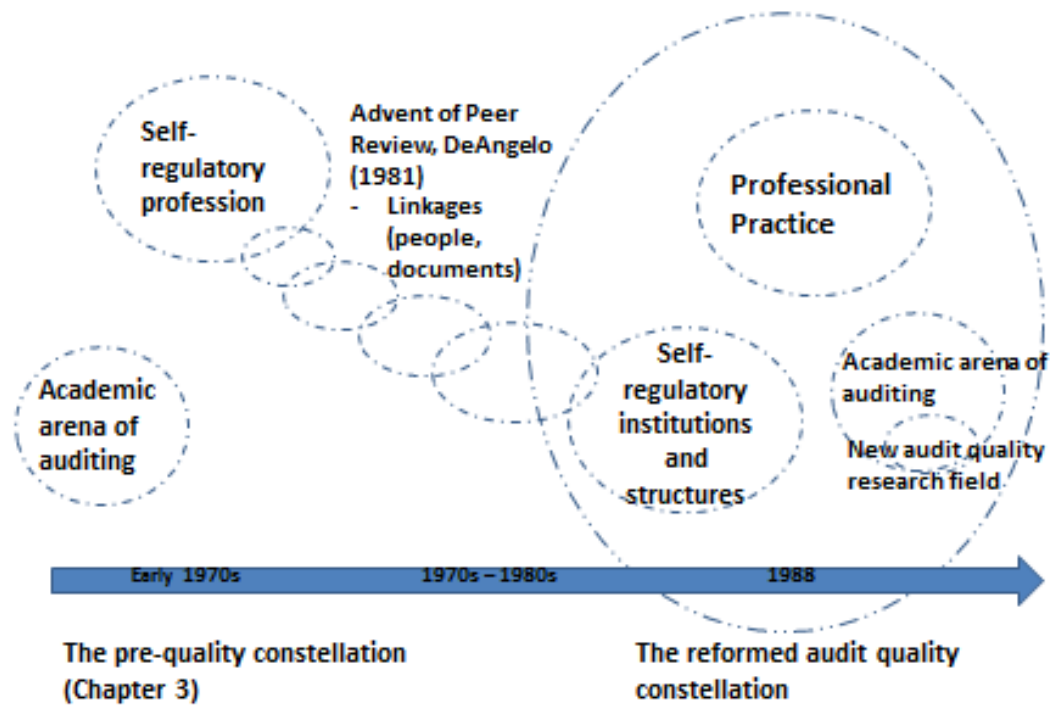 Self-
regulatory
profession
Advent of Peer
Review, DeAngelo
(1981)
- Linkages
(people,
documents)
Professional
Practice
Academic
arena of
auditing
Self-
regulatory
institutions
and
structures
Academic arena of
auditing
New audit quality
research field
Early 1970s
1970s – 1980s
1988
The pre-quality constellation
(Chapter 3)
The reformed audit quality
constellation